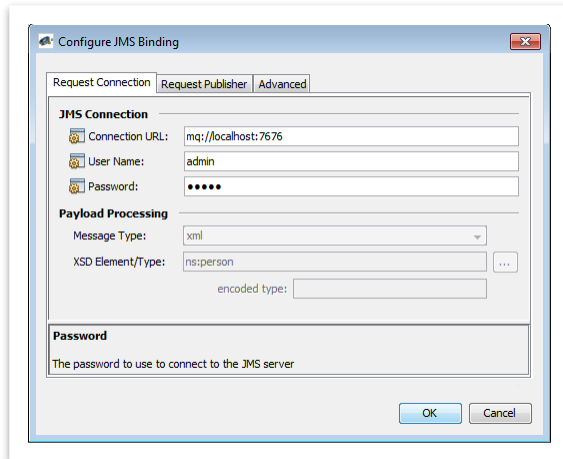 Configure JMS Binding
Request Connection Request Publisher Advanced
JMS Connection
Connection URL: mq://localhost:7676
User Name: admin
Password: •••••
Payload Processing
Message Type: xml
XSD Element/Type: ns:person ...
encoded type:
Password
The password to use to connect to the JMS server
OK Cancel